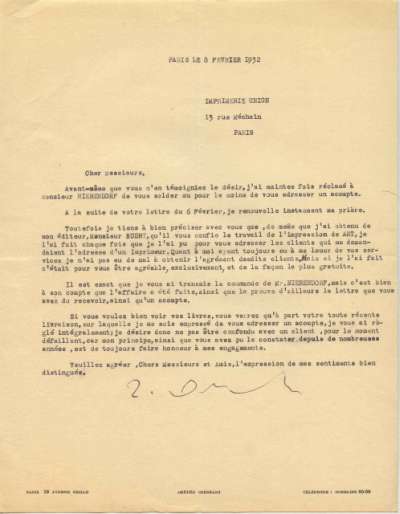 PARIS LE 8 FEVRIER 1932
IMPRIMERIE UNION
13 rue Méchain
PARIS
Cher Messieurs,
Avant-même que vous n'en témoigniez le désir, j'ai maintes fois réclamé à
monsieur NIERENDORF de vous solder ou pour le moins de vous adresser un acompte.
A la suite de votre lettre du 6 Février, je renouvelle instamment ma prière.
Toutefois je tiens à bien préciser avec vous que, de même que j'ai obtenu de
mon éditeur, Monsieur BUDRY, qu'il vous confie le travail de l'impression de ART, je
l'ai fait chaque fois que je l'ai pu pour vous adresser les clients qui me deman-
daient l'adresse d'un imprimeur. Quant à moi ayant toujours eu à me louer de vos ser-
vices je n'ai pas eu de mal à obtenir l'agrément desdits clients, Mais si je l'ai fait
c'était pour vous être agréable, exclusivement, et de la façon la plus gratuite.
Il est exact que je vous ai transmis la commande de Mr. NIERENDORF, mais c'est bien
à son compte que l'affaire a été faite, ainsi que le prouve d'ailleurs la lettre que vous
avez du recevoir, ainsi qu'un acompte.
Si vous voulez bien voir vos livres, vous verrez qu'à part votre toute récente
livraison, sur laquelle je me suis empressé de vous adresser un acompte, je vous ai ré-
glé intégralement; je désire donc ne pas être confondu avec un client, pour le moment
défaillant, car mon principe, ainsi que vous avez pu le constater depuis de nombreuses
années, est de toujours faire honneur à mes engagements.
Veuillez agréer, Chers Messieurs et Amis, l'expression de mes sentiments bien
distingués.
PARIS 29 AVENUE REILLE AMÉDÉE OZENFANT TÉLÉPHONE : GOBELINS